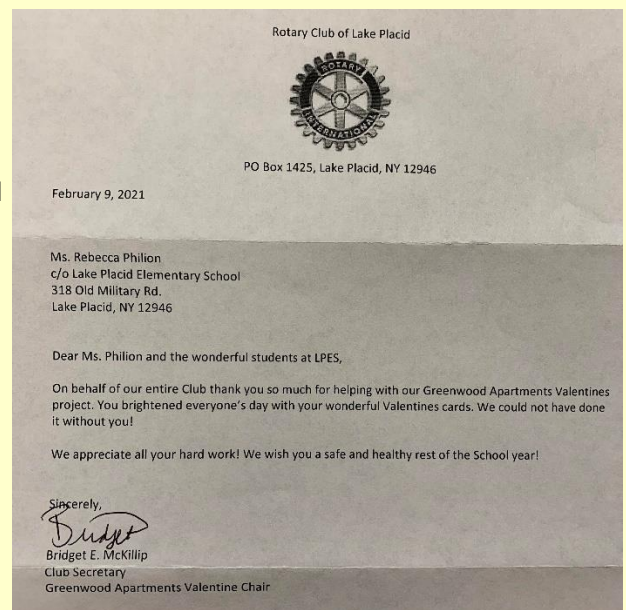 Rotary Club of Lake Placid
ROTARY
INTERNATIONAL
PO Box 1425, Lake Placid, NY 12946
February 9, 2021
Ms. Rebecca Philion
c/o Lake Placid Elementary School
318 Old Military Rd.
Lake Placid, NY 12946
Dear Ms. Philion and the wonderful students at LPES,
On behalf of our entire Club thank you so much for helping with our Greenwood Apartments Valentines
project. You brightened everyone's day with your wonderful Valentines cards. We could not have done
it without you!
We appreciate all your hard work! We wish you a safe and healthy rest of the School year!
Sincerely,
Bridget
Bridget E. McKillip
Club Secretary
Greenwood Apartments Valentine Chair